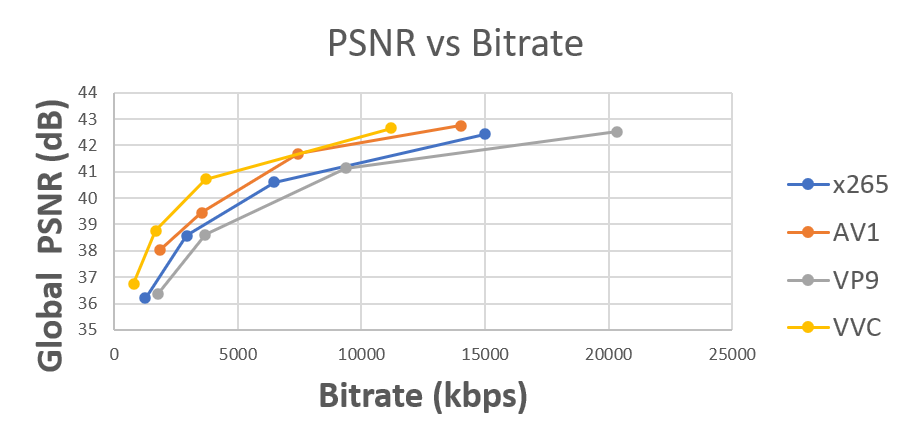 PSNR vs Bitrate
Global PSNR (dB)
44
43
42
41
40
39
38
37
36
35
0 5000 10000 15000 20000 25000
Bitrate (kbps)
x265
AV1
VP9
VVC